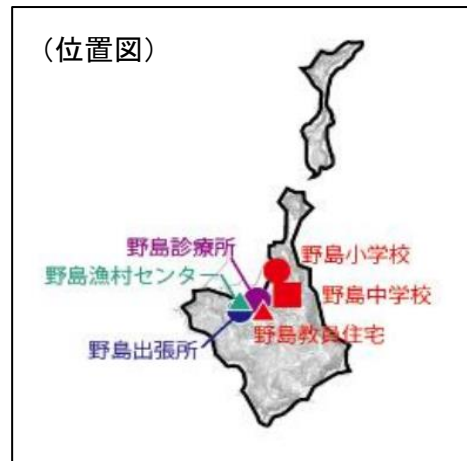 （位置図）
野島診療所
野島小学校
野島漁村センター
野島中学校
野島教員住宅
野島出張所